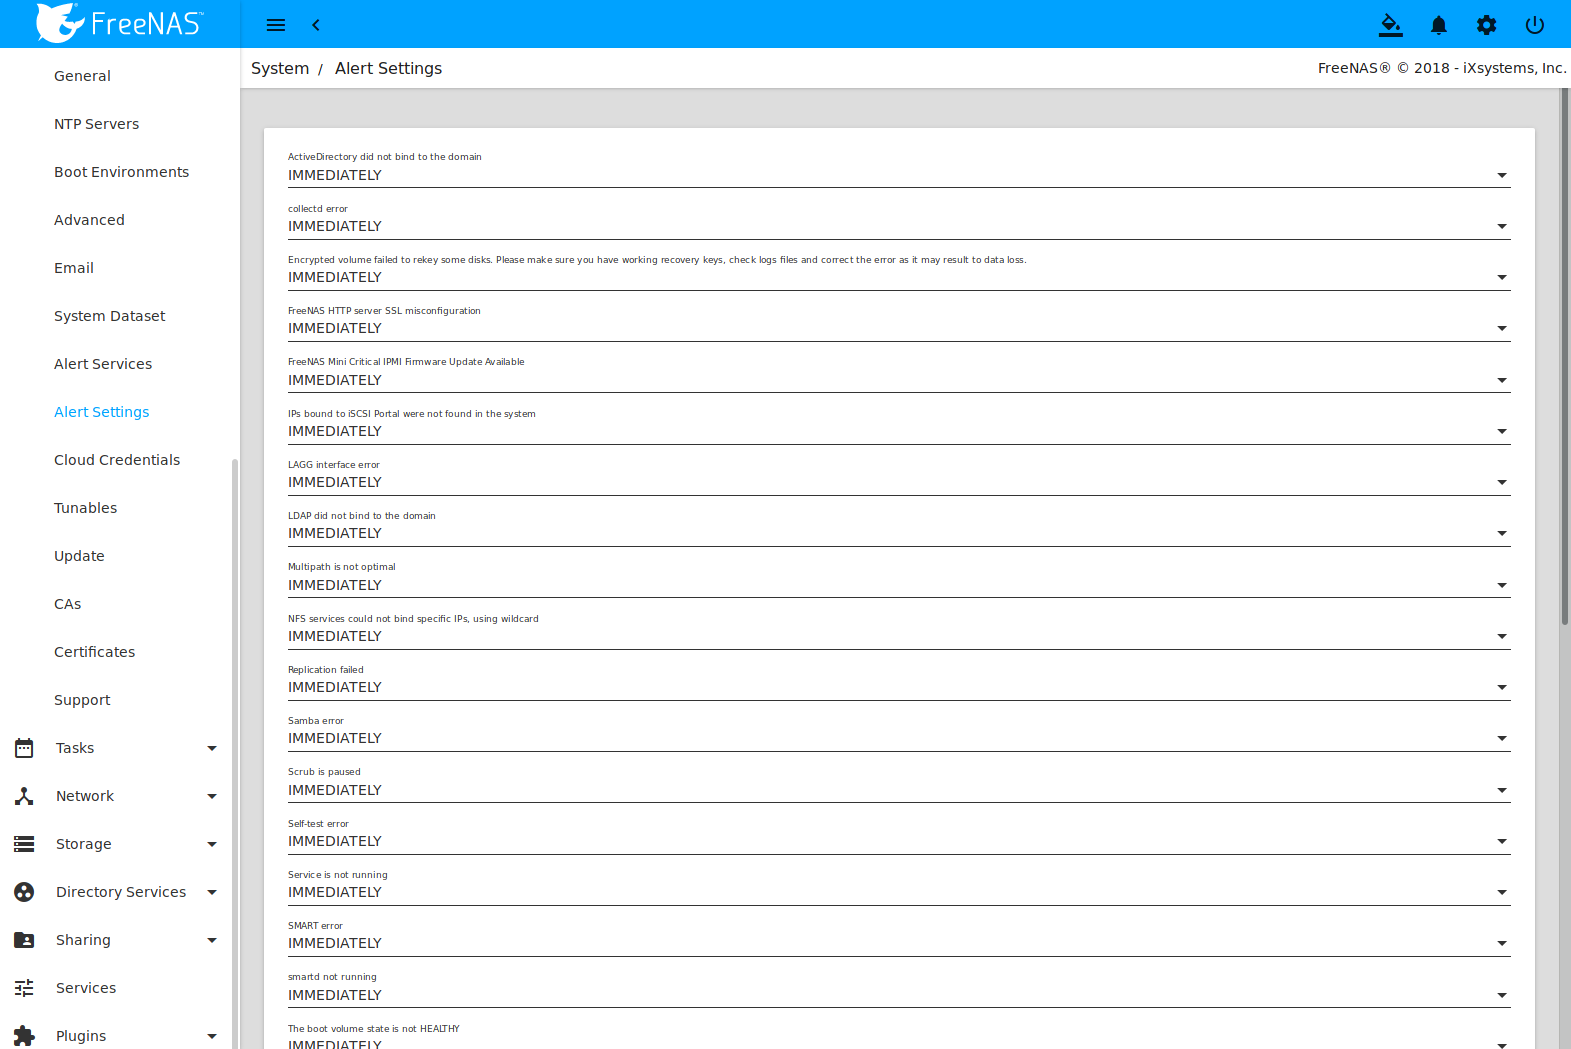 FreeNAS™
System / Alert Settings
FreeNAS® © 2018 - iXsystems, Inc.
General
NTP Servers
Boot Environments
Advanced
Email
System Dataset
Alert Services
Alert Settings
Cloud Credentials
Tunables
Update
CAs
Certificates
Support
Tasks
Network
Storage
Directory Services
Sharing
Services
Plugins
ActiveDirectory did not bind to the domain
IMMEDIATELY
collectd error
IMMEDIATELY
Encrypted volume failed to rekey some disks. Please make sure you have working recovery keys, check logs files and correct the error as it may result to data loss.
IMMEDIATELY
FreeNAS HTTP server SSL misconfiguration
IMMEDIATELY
FreeNAS Mini Critical IPMI Firmware Update Available
IMMEDIATELY
IPs bound to iSCSI Portal were not found in the system
IMMEDIATELY
LAGG interface error
IMMEDIATELY
LDAP did not bind to the domain
IMMEDIATELY
Multipath is not optimal
IMMEDIATELY
NFS services could not bind specific IPs, using wildcard
IMMEDIATELY
Replication failed
IMMEDIATELY
Samba error
IMMEDIATELY
Scrub is paused
IMMEDIATELY
Self-test error
IMMEDIATELY
Service is not running
IMMEDIATELY
SMART error
IMMEDIATELY
smartd not running
IMMEDIATELY
The boot volume state is not HEALTHY
IMMEDIATELY